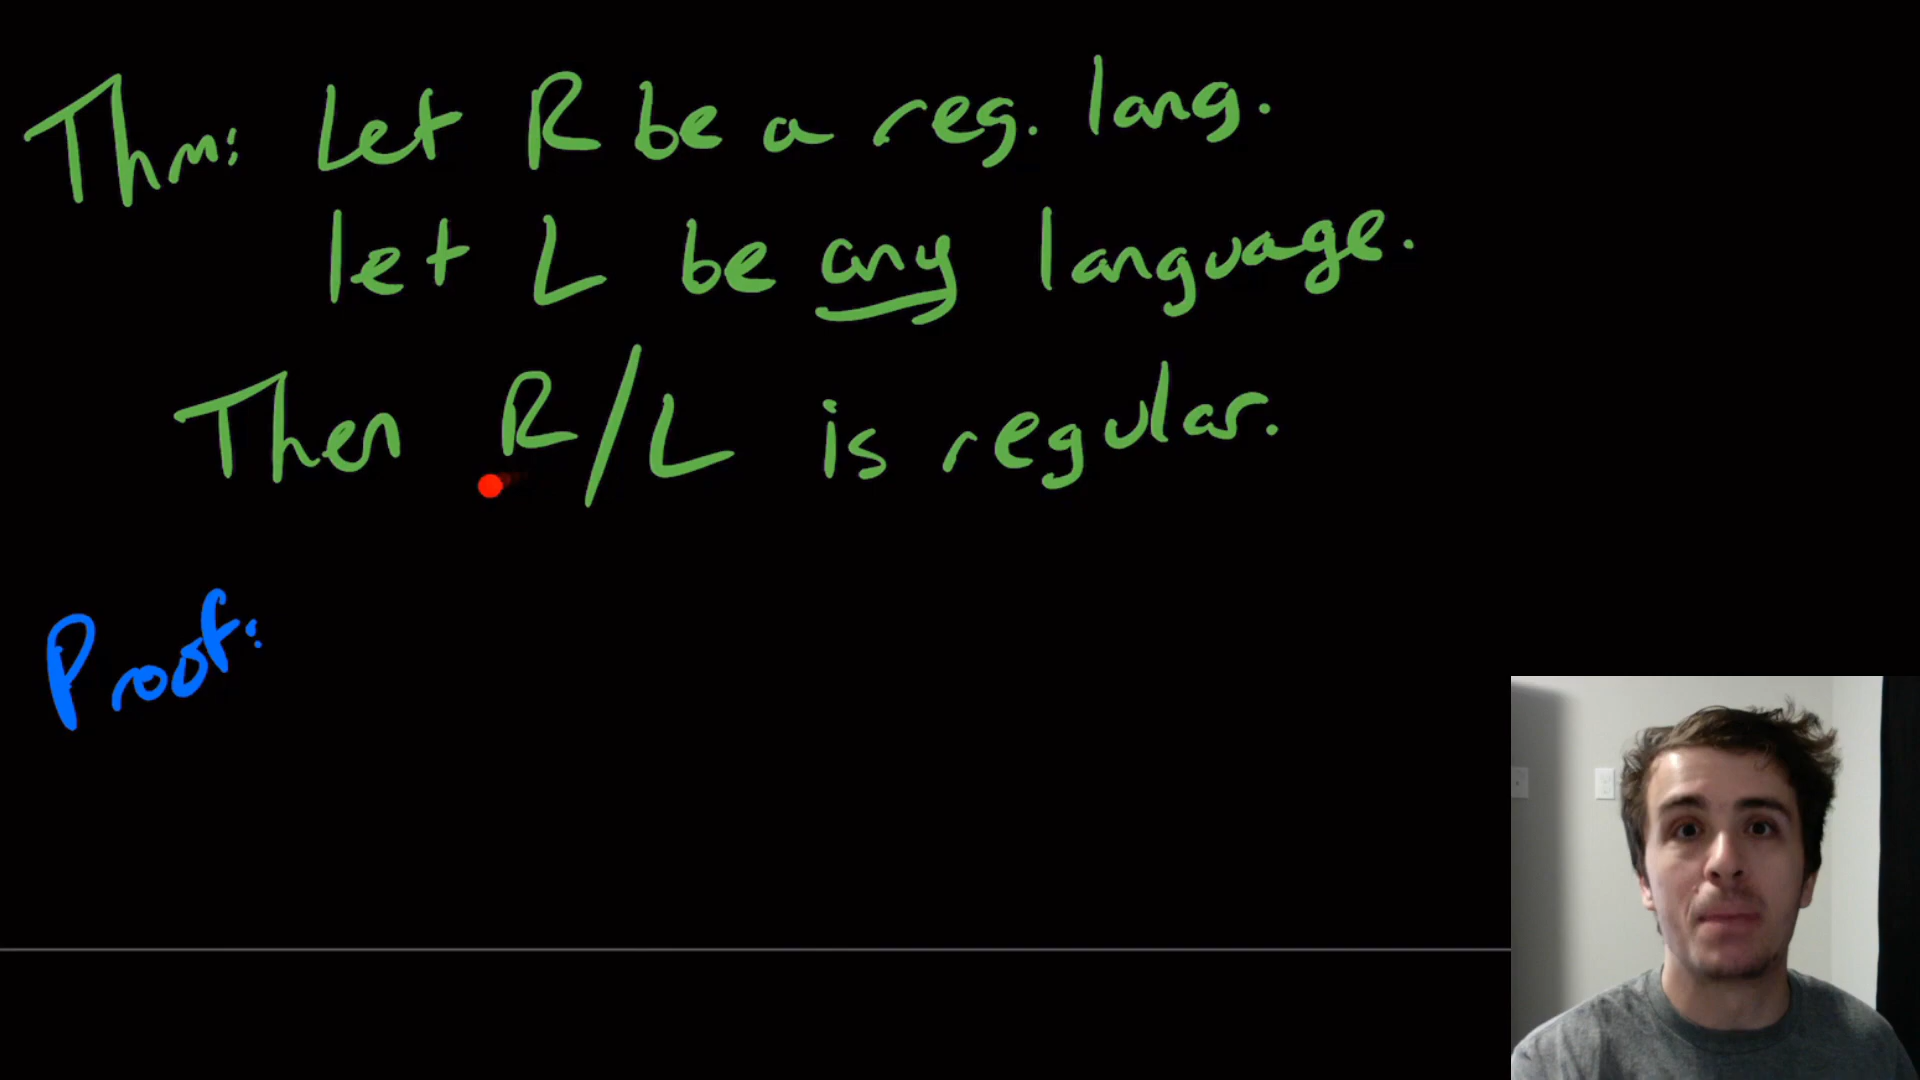 Thm: Let R be a reg. lang.
let L be any language.
Then R/L is regular.
Proof: